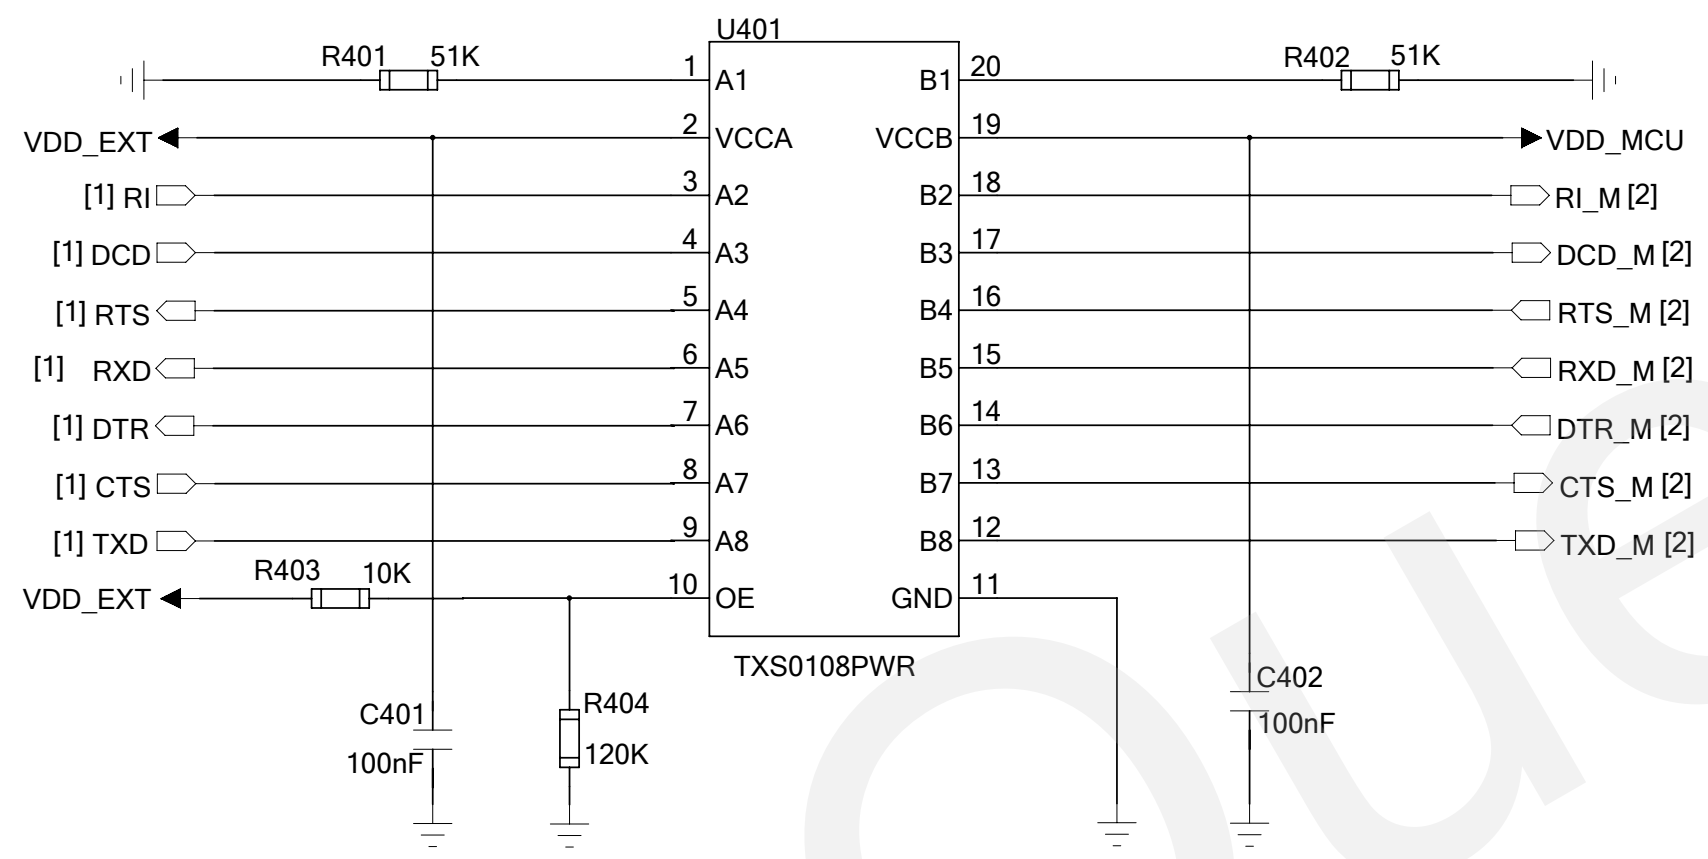 U401
R401 51K
R402 51K
1 A1 B1 20
VDD_EXT 2 VCCA VCCB 19 VDD_MCU
[1] RI 3 A2 B2 18 RI_M [2]
[1] DCD 4 A3 B3 17 DCD_M [2]
[1] RTS 5 A4 B4 16 RTS_M [2]
[1] RXD 6 A5 B5 15 RXD_M [2]
[1] DTR 7 A6 B6 14 DTR_M [2]
[1] CTS 8 A7 B7 13 CTS_M [2]
[1] TXD 9 A8 B8 12 TXD_M [2]
R403 10K
VDD_EXT 10 OE GND 11
TXS0108PWR
C401
100nF
R404
120K
C402
100nF
Que